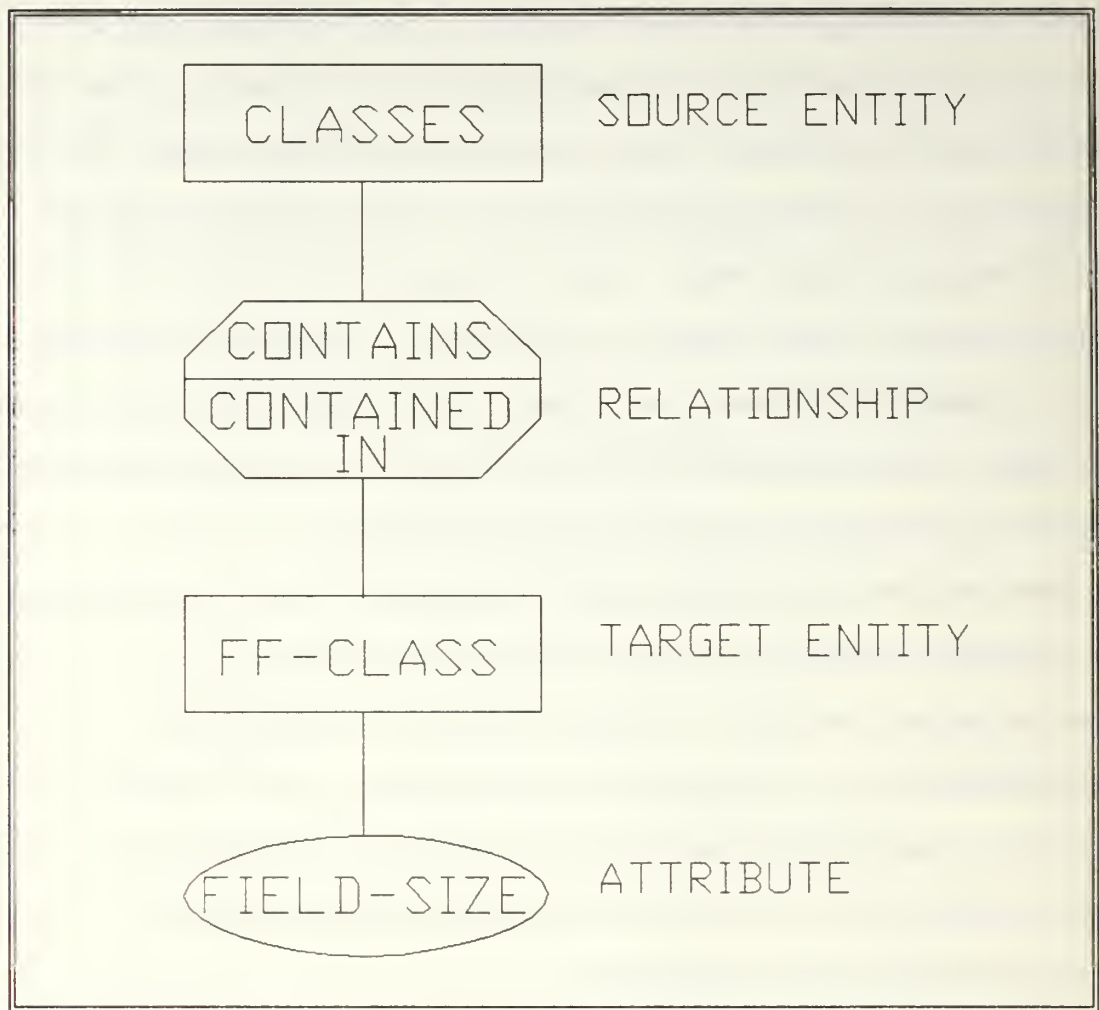 CLASSES
SOURCE ENTITY
CONTAINS
CONTAINED
IN
RELATIONSHIP
FF-CLASS
TARGET ENTITY
FIELD-SIZE
ATTRIBUTE